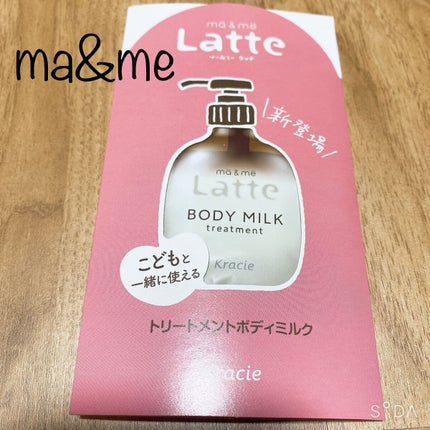 ma & me
Latte
マー&ミー ラッテ
ma&me
新登場
ma & me
Latte
BODY MILK
treatment
Kracie
こどもと
一緒に使える
トリートメントボディミルク
Kracie
SODA